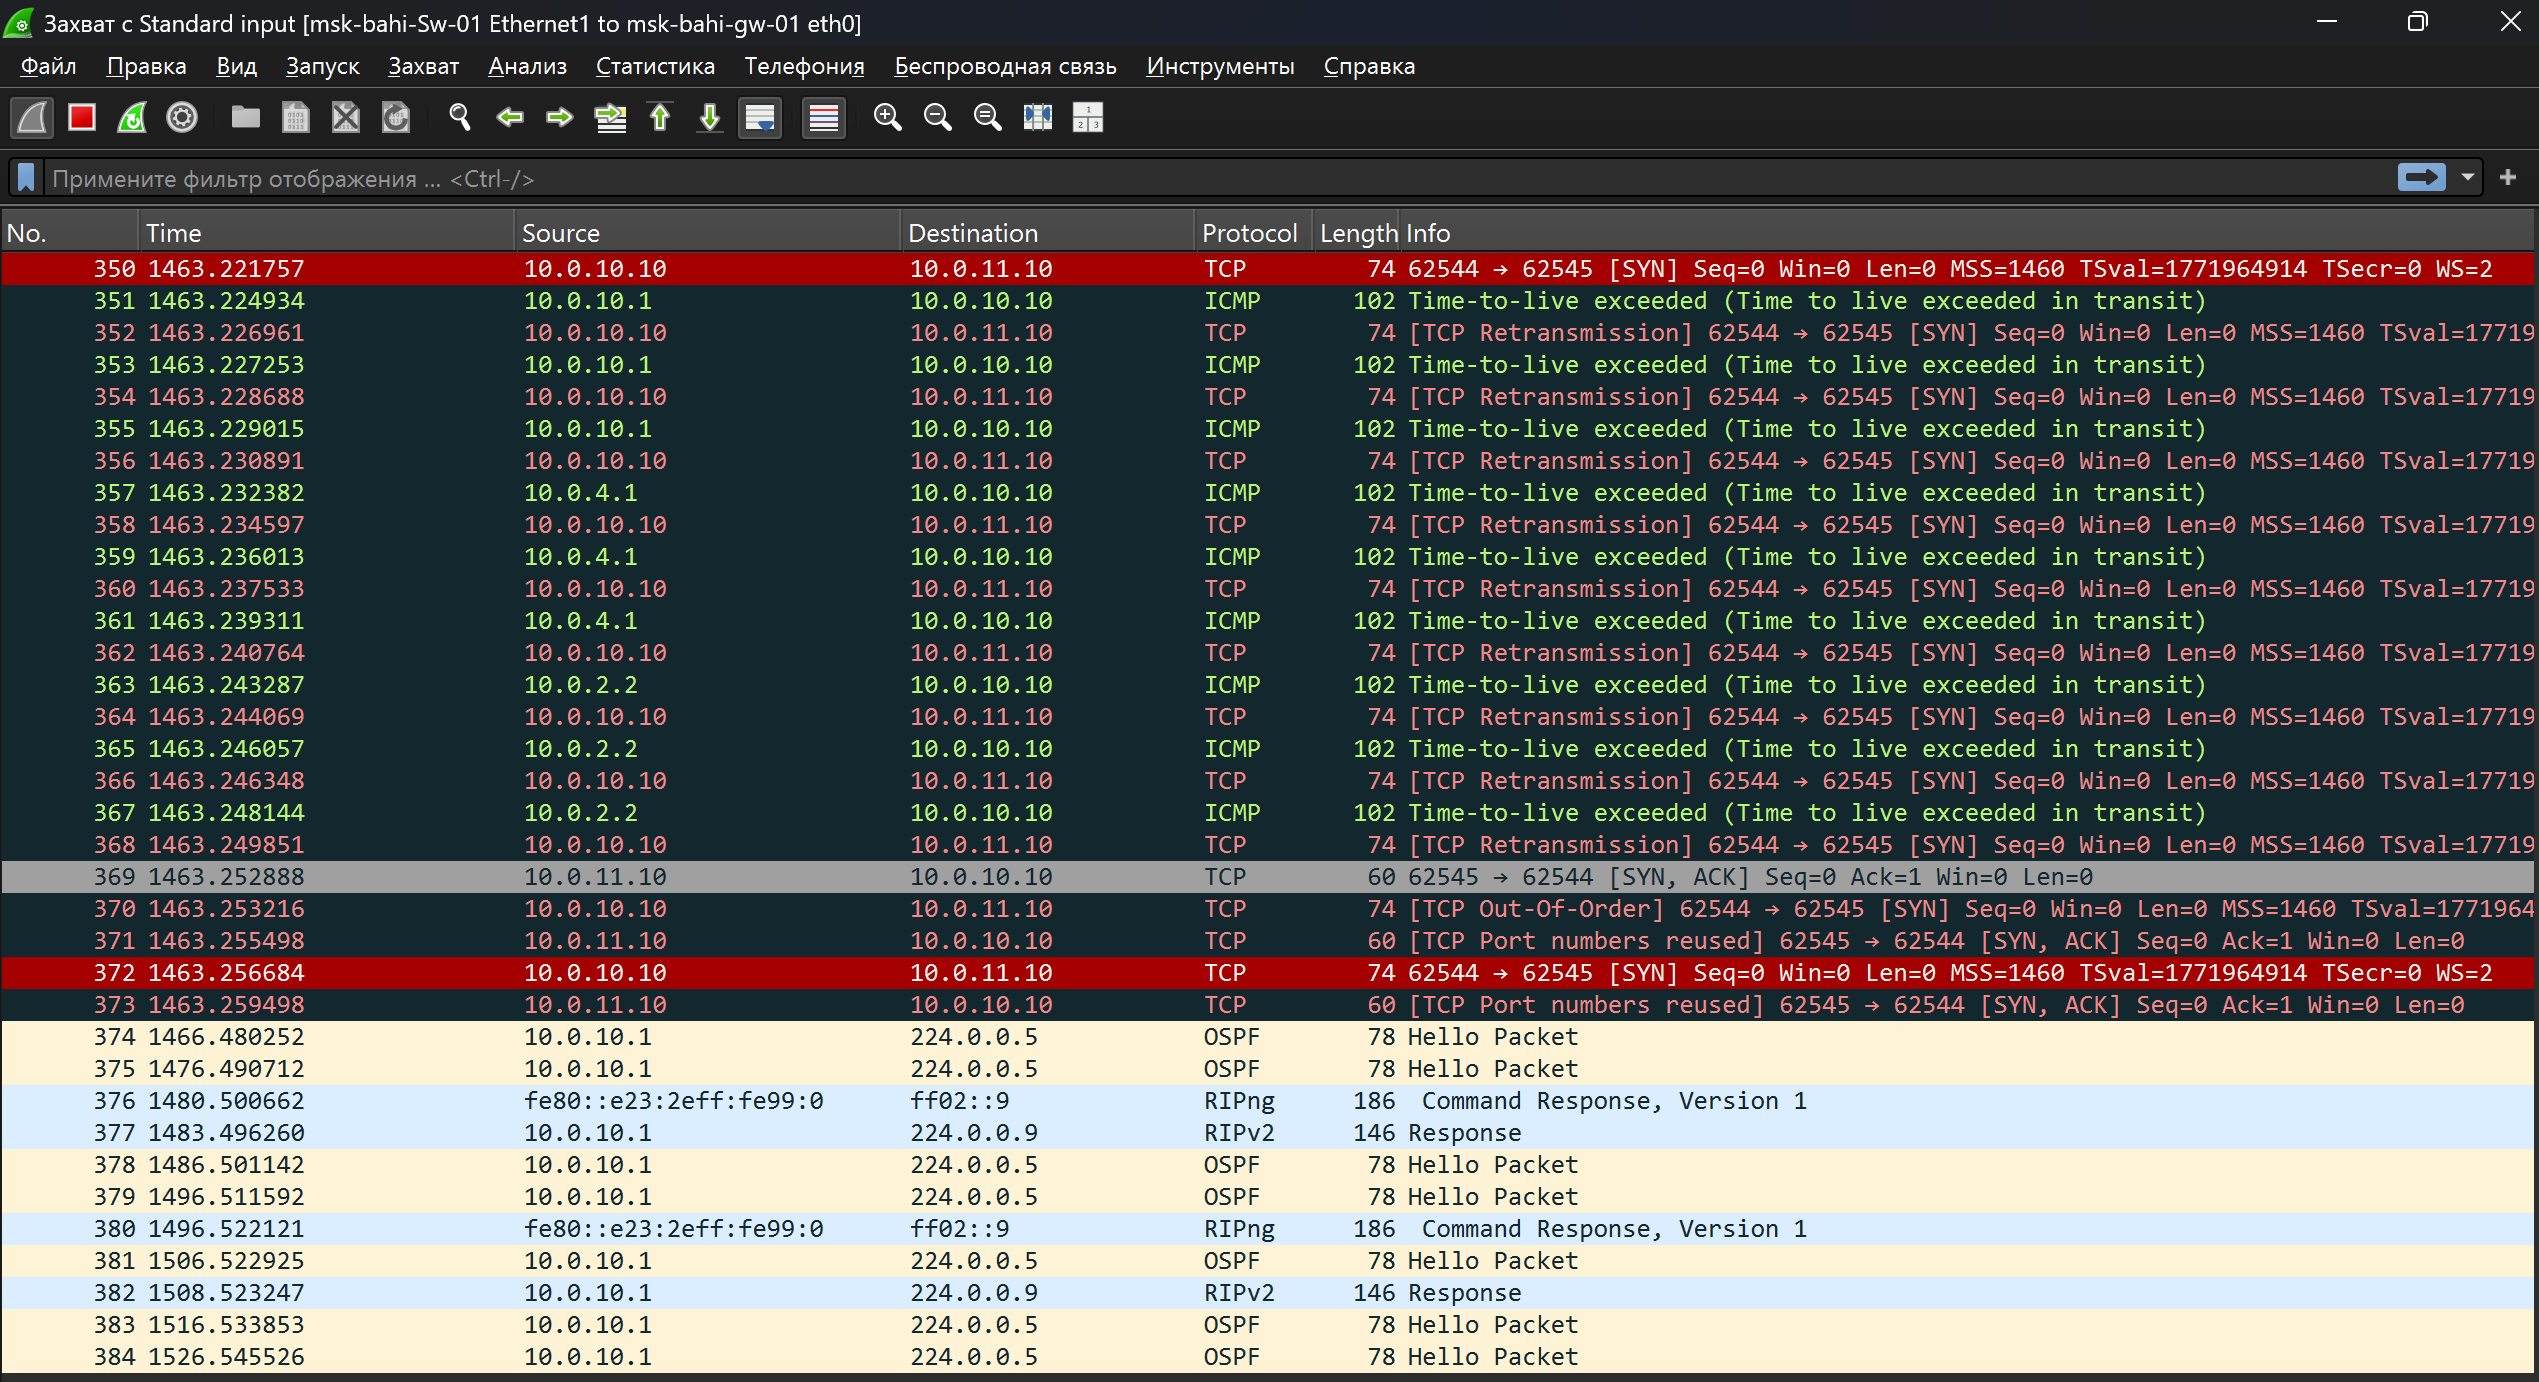 Захват с Standard input [msk-bahi-Sw-01 Ethernet1 to msk-bahi-gw-01 eth0]
Файл Правка Вид Запуск Захват Анализ Статистика Телефония Беспроводная связь Инструменты Справка
Примените фильтр отображения ... <Ctrl-/>
No. Time Source Destination Protocol Length Info
350 1463.221757 10.0.10.10 10.0.11.10 TCP 74 62544 → 62545 [SYN] Seq=0 Win=0 Len=0 MSS=1460 TSval=1771964914 TSecr=0 WS=2
351 1463.224934 10.0.10.1 10.0.10.10 ICMP 102 Time-to-live exceeded (Time to live exceeded in transit)
352 1463.226961 10.0.10.10 10.0.11.10 TCP 74 [TCP Retransmission] 62544 → 62545 [SYN] Seq=0 Win=0 Len=0 MSS=1460 TSval=17719
353 1463.227253 10.0.10.1 10.0.10.10 ICMP 102 Time-to-live exceeded (Time to live exceeded in transit)
354 1463.228688 10.0.10.10 10.0.11.10 TCP 74 [TCP Retransmission] 62544 → 62545 [SYN] Seq=0 Win=0 Len=0 MSS=1460 TSval=17719
355 1463.229015 10.0.10.1 10.0.10.10 ICMP 102 Time-to-live exceeded (Time to live exceeded in transit)
356 1463.230891 10.0.10.10 10.0.11.10 TCP 74 [TCP Retransmission] 62544 → 62545 [SYN] Seq=0 Win=0 Len=0 MSS=1460 TSval=17719
357 1463.232382 10.0.4.1 10.0.10.10 ICMP 102 Time-to-live exceeded (Time to live exceeded in transit)
358 1463.234597 10.0.10.10 10.0.11.10 TCP 74 [TCP Retransmission] 62544 → 62545 [SYN] Seq=0 Win=0 Len=0 MSS=1460 TSval=17719
359 1463.236013 10.0.4.1 10.0.10.10 ICMP 102 Time-to-live exceeded (Time to live exceeded in transit)
360 1463.237533 10.0.10.10 10.0.11.10 TCP 74 [TCP Retransmission] 62544 → 62545 [SYN] Seq=0 Win=0 Len=0 MSS=1460 TSval=17719
361 1463.239311 10.0.4.1 10.0.10.10 ICMP 102 Time-to-live exceeded (Time to live exceeded in transit)
362 1463.240764 10.0.10.10 10.0.11.10 TCP 74 [TCP Retransmission] 62544 → 62545 [SYN] Seq=0 Win=0 Len=0 MSS=1460 TSval=17719
363 1463.243287 10.0.2.2 10.0.10.10 ICMP 102 Time-to-live exceeded (Time to live exceeded in transit)
364 1463.244069 10.0.10.10 10.0.11.10 TCP 74 [TCP Retransmission] 62544 → 62545 [SYN] Seq=0 Win=0 Len=0 MSS=1460 TSval=17719
365 1463.246057 10.0.2.2 10.0.10.10 ICMP 102 Time-to-live exceeded (Time to live exceeded in transit)
366 1463.246348 10.0.10.10 10.0.11.10 TCP 74 [TCP Retransmission] 62544 → 62545 [SYN] Seq=0 Win=0 Len=0 MSS=1460 TSval=17719
367 1463.248144 10.0.2.2 10.0.10.10 ICMP 102 Time-to-live exceeded (Time to live exceeded in transit)
368 1463.249851 10.0.10.10 10.0.11.10 TCP 74 [TCP Retransmission] 62544 → 62545 [SYN] Seq=0 Win=0 Len=0 MSS=1460 TSval=17719
369 1463.252888 10.0.11.10 10.0.10.10 TCP 60 62545 → 62544 [SYN, ACK] Seq=0 Ack=1 Win=0 Len=0
370 1463.253216 10.0.10.10 10.0.11.10 TCP 74 [TCP Out-Of-Order] 62544 → 62545 [SYN] Seq=0 Win=0 Len=0 MSS=1460 TSval=1771964
371 1463.255498 10.0.11.10 10.0.10.10 TCP 60 [TCP Port numbers reused] 62545 → 62544 [SYN, ACK] Seq=0 Ack=1 Win=0 Len=0
372 1463.256684 10.0.10.10 10.0.11.10 TCP 74 62544 → 62545 [SYN] Seq=0 Win=0 Len=0 MSS=1460 TSval=1771964914 TSecr=0 WS=2
373 1463.259498 10.0.11.10 10.0.10.10 TCP 60 [TCP Port numbers reused] 62545 → 62544 [SYN, ACK] Seq=0 Ack=1 Win=0 Len=0
374 1466.480252 10.0.10.1 224.0.0.5 OSPF 78 Hello Packet
375 1476.490712 10.0.10.1 224.0.0.5 OSPF 78 Hello Packet
376 1480.500662 fe80::e23:2eff:fe99:0 ff02::9 RIPng 186 Command Response, Version 1
377 1483.496260 10.0.10.1 224.0.0.9 RIPv2 146 Response
378 1486.501142 10.0.10.1 224.0.0.5 OSPF 78 Hello Packet
379 1496.511592 10.0.10.1 224.0.0.5 OSPF 78 Hello Packet
380 1496.522121 fe80::e23:2eff:fe99:0 ff02::9 RIPng 186 Command Response, Version 1
381 1506.522925 10.0.10.1 224.0.0.5 OSPF 78 Hello Packet
382 1508.523247 10.0.10.1 224.0.0.9 RIPv2 146 Response
383 1516.533853 10.0.10.1 224.0.0.5 OSPF 78 Hello Packet
384 1526.545526 10.0.10.1 224.0.0.5 OSPF 78 Hello Packet